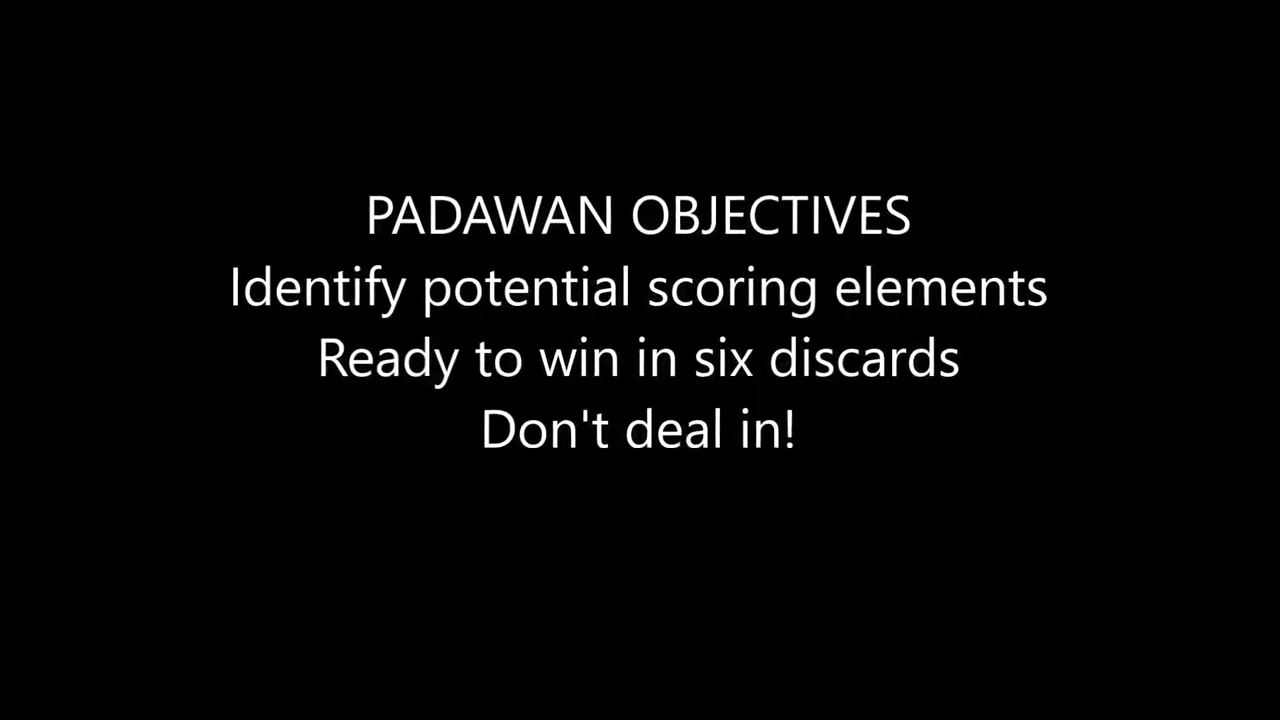 PADAWAN OBJECTIVES
Identify potential scoring elements
Ready to win in six discards
Don't deal in!